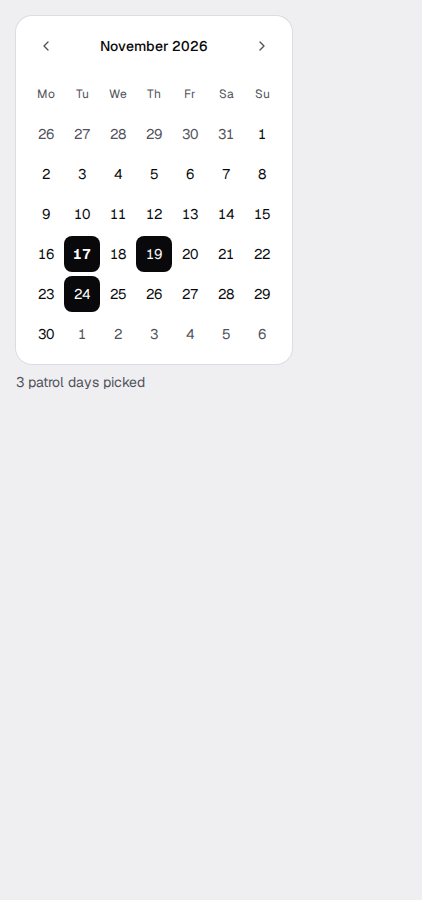 November 2026
Mo Tu We Th Fr Sa Su
26 27 28 29 30 31 1
2 3 4 5 6 7 8
9 10 11 12 13 14 15
16 17 18 19 20 21 22
23 24 25 26 27 28 29
30 1 2 3 4 5 6
3 patrol days picked